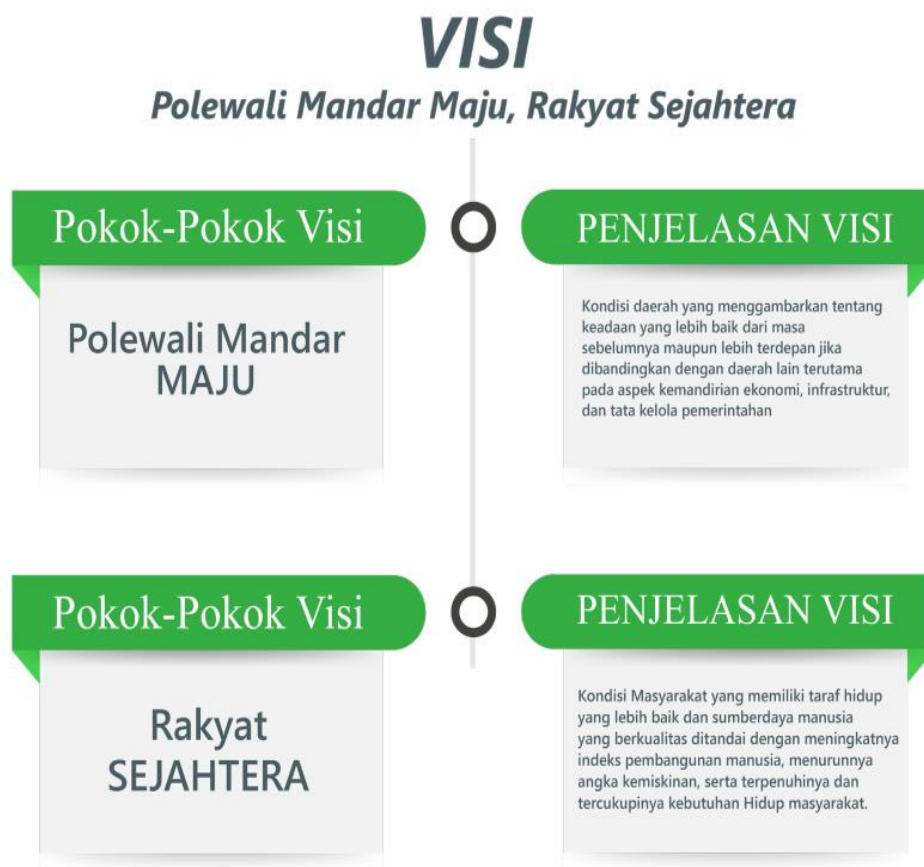 VISI
Polewali Mandar Maju, Rakyat Sejahtera
Pokok-Pokok Visi
Polewali Mandar
MAJU
PENJELASAN VISI
Kondisi daerah yang menggambarkan tentang
keadaan yang lebih baik dari masa
sebelumnya maupun lebih terdepan jika
dibandingkan dengan daerah lain terutama
pada aspek kemandirian ekonomi, infrastruktur,
dan tata kelola pemerintahan
Pokok-Pokok Visi
Rakyat
SEJAHTERA
PENJELASAN VISI
Kondisi Masyarakat yang memiliki taraf hidup
yang lebih baik dan sumberdaya manusia
yang berkualitas ditandai dengan meningkatnya
indeks pembangunan manusia, menurunnya
angka kemiskinan, serta terpenuhinya dan
tercukupinya kebutuhan Hidup masyarakat.